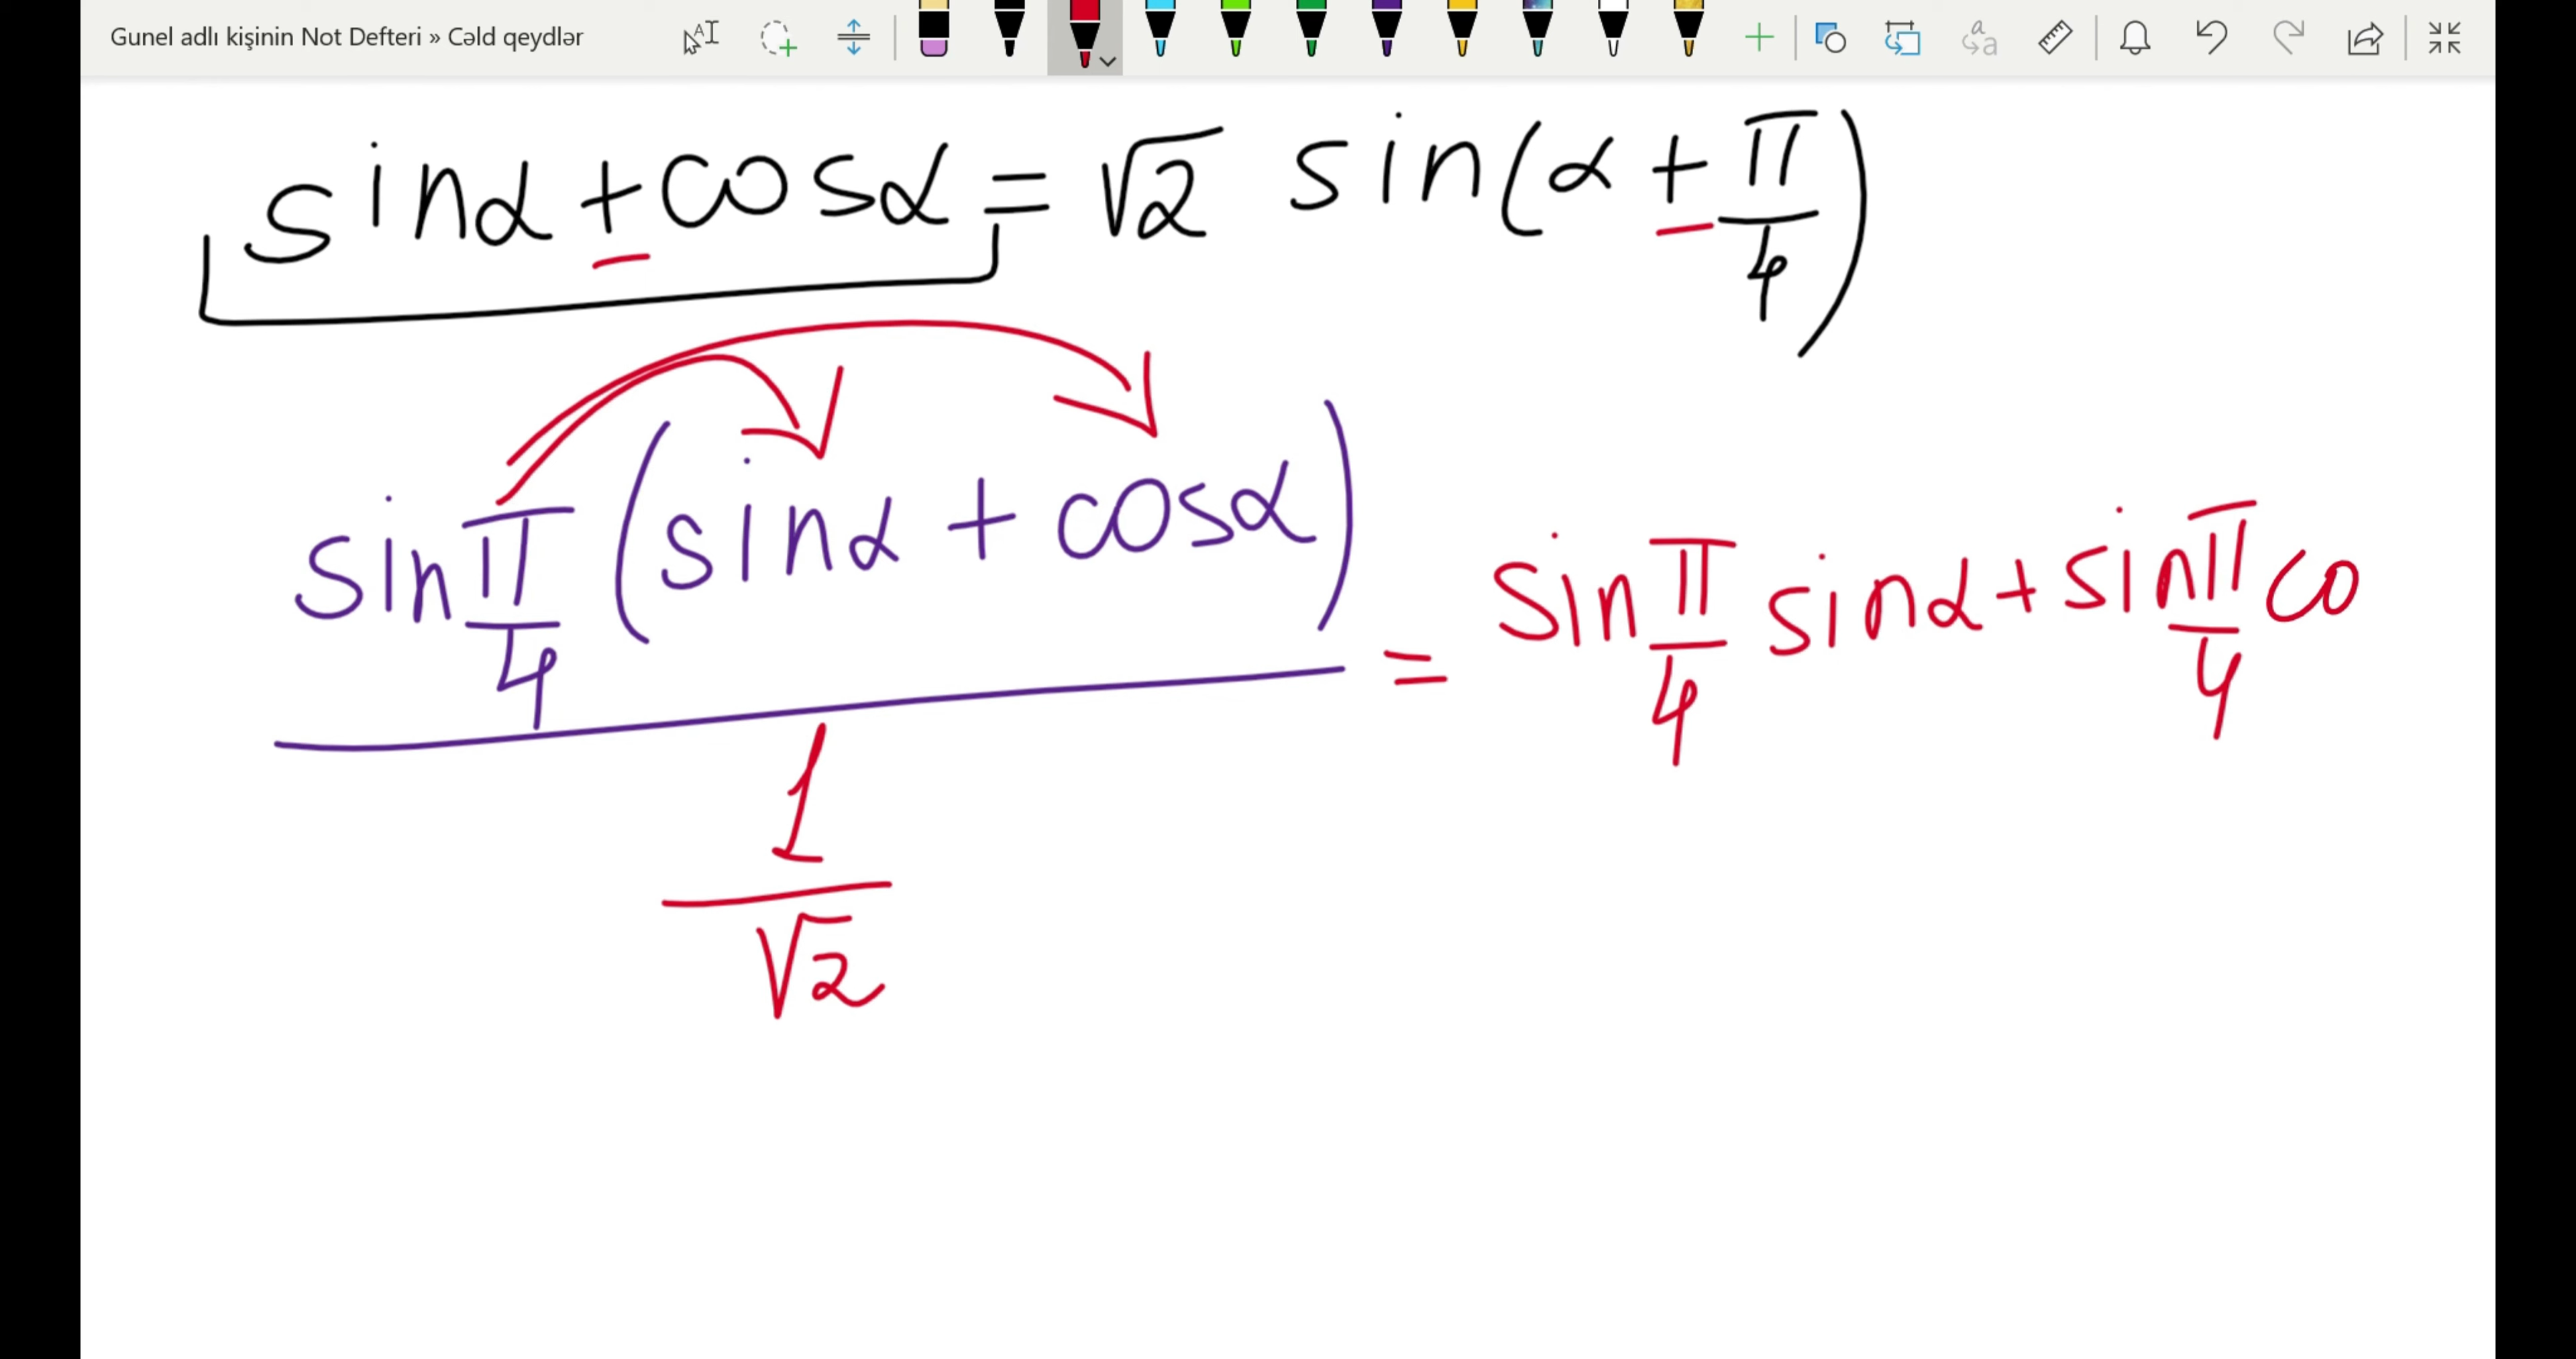 Gunel adlı kişinin Not Defteri » Cəld qeydlər
sinα + cosα = √2 sin(α + π/4)
sin π/4 (sinα + cosα) / (1/√2) = sin π/4 sinα + sin π/4 co